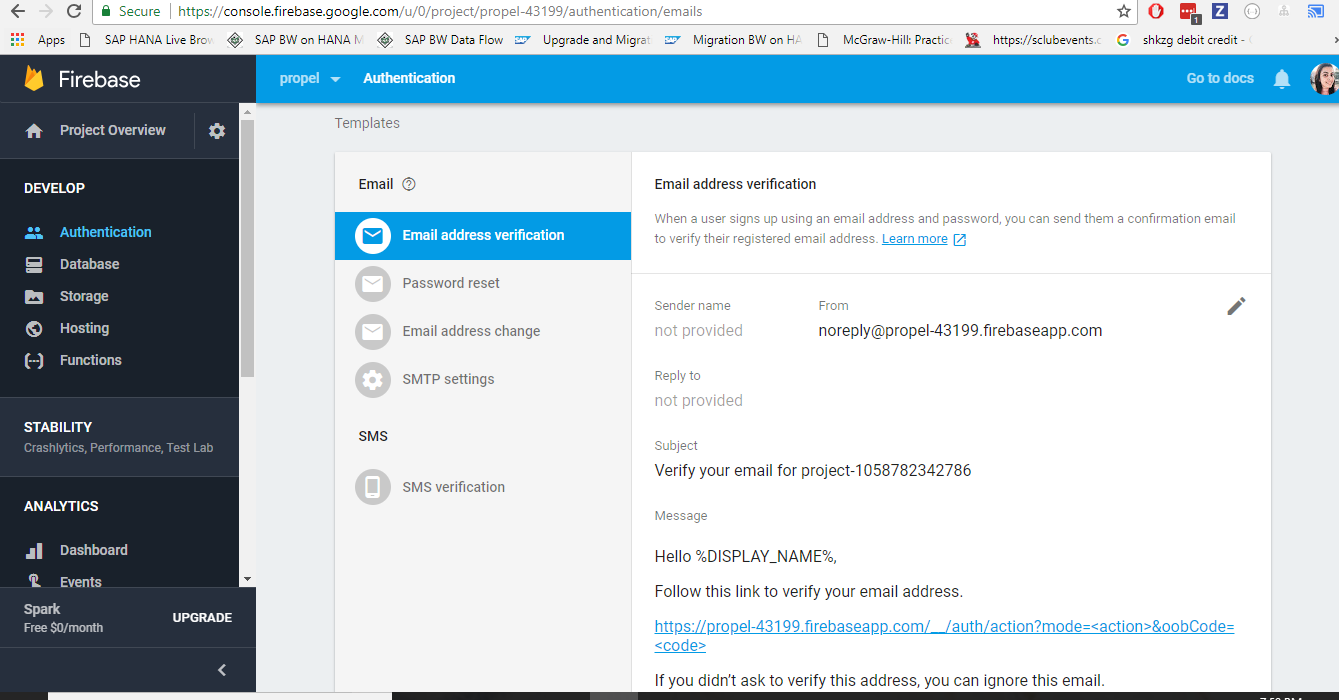 Secure https://console.firebase.google.com/u/0/project/propel-43199/authentication/emails
1
Z
Apps SAP HANA Live Brow SAP BW on HANA M SAP BW Data Flow Upgrade and Migrat Migration BW on HA McGraw-Hill: Practic https://sclubevents.c shkzg debit credit -
Firebase
propel Authentication Go to docs
Project Overview
Templates
DEVELOP
Authentication
Database
Storage
Hosting
Functions
STABILITY
Crashlytics, Performance, Test Lab
ANALYTICS
Dashboard
Events
Spark
Free $0/month
UPGRADE
Email
Email address verification
Password reset
Email address change
SMTP settings
SMS
SMS verification
Email address verification
When a user signs up using an email address and password, you can send them a confirmation email
to verify their registered email address. Learn more
Sender name From
not provided noreply@propel-43199.firebaseapp.com
Reply to
not provided
Subject
Verify your email for project-1058782342786
Message
Hello %DISPLAY_NAME%,
Follow this link to verify your email address.
https://propel-43199.firebaseapp.com/__/auth/action?mode=<action>&oobCode=
<code>
If you didn’t ask to verify this address, you can ignore this email.